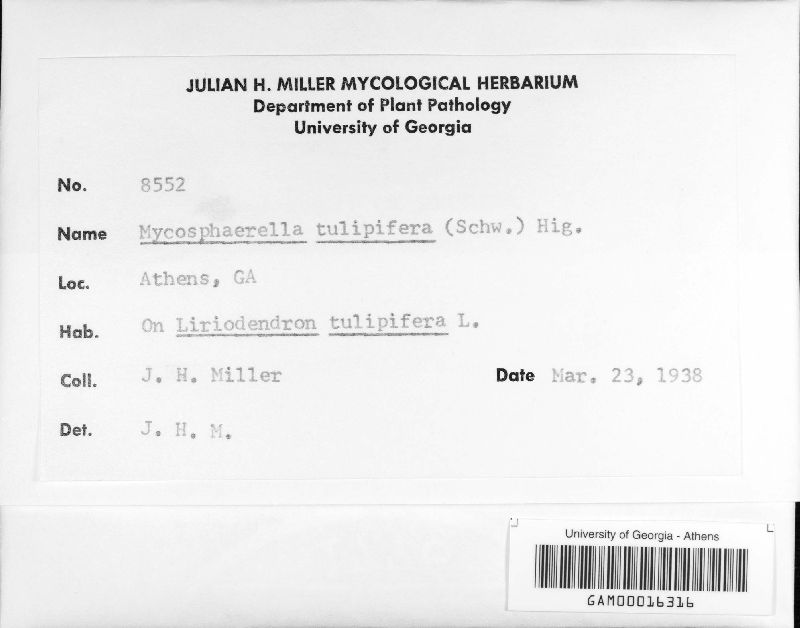 JULIAN H. MILLER MYCOLOGICAL HERBARIUM
Department of Plant Pathology
University of Georgia
No. 8552
Name Mycosphaerella tulipifera (Schw.) Hig.
Loc. Athens, GA
Hab. On Liriodendron tulipifera L.
Coll. J. H. Miller Date Mar. 23, 1938
Det. J. H. M.
University of Georgia - Athens
GAM00016316